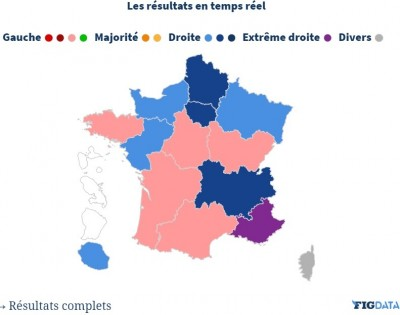 Les résultats en temps réel
Gauche Majorité Droite Extrême droite Divers
→ Résultats complets
FIGDATA